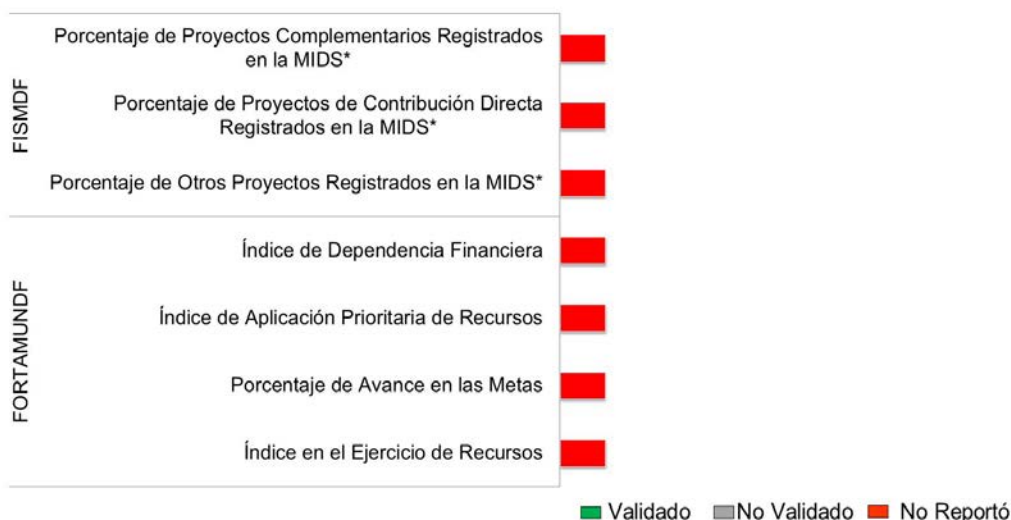 FISMDF
Porcentaje de Proyectos Complementarios Registrados
en la MIDS*
Porcentaje de Proyectos de Contribución Directa
Registrados en la MIDS*
Porcentaje de Otros Proyectos Registrados en la MIDS*
FORTAMUNDF
Índice de Dependencia Financiera
Índice de Aplicación Prioritaria de Recursos
Porcentaje de Avance en las Metas
Índice en el Ejercicio de Recursos
Validado No Validado No Reportó